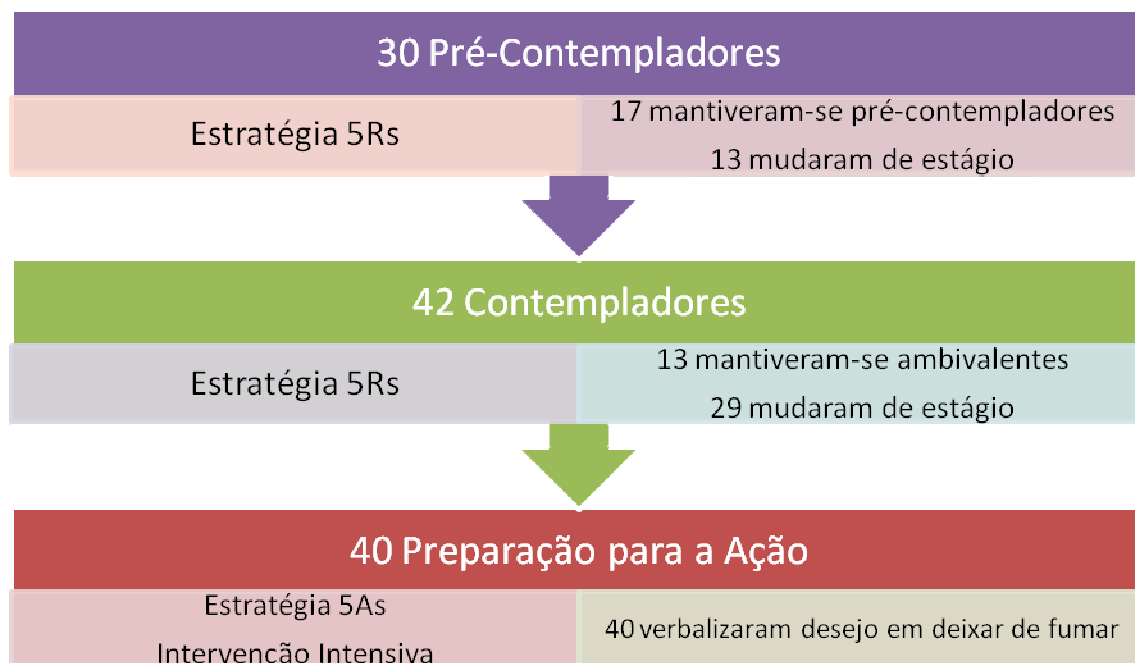 30 Pré-Contempladores
Estratégia 5Rs
17 mantiveram-se pré-contempladores
13 mudaram de estágio
42 Contempladores
Estratégia 5Rs
13 mantiveram-se ambivalentes
29 mudaram de estágio
40 Preparação para a Ação
Estratégia 5As
Intervenção Intensiva
40 verbalizaram desejo em deixar de fumar